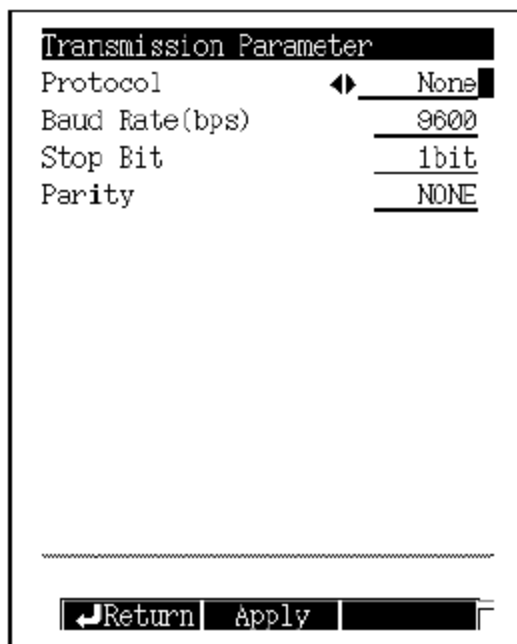 Transmission Parameter
Protocol None
Baud Rate(bps) 9600
Stop Bit 1bit
Parity NONE
Return Apply